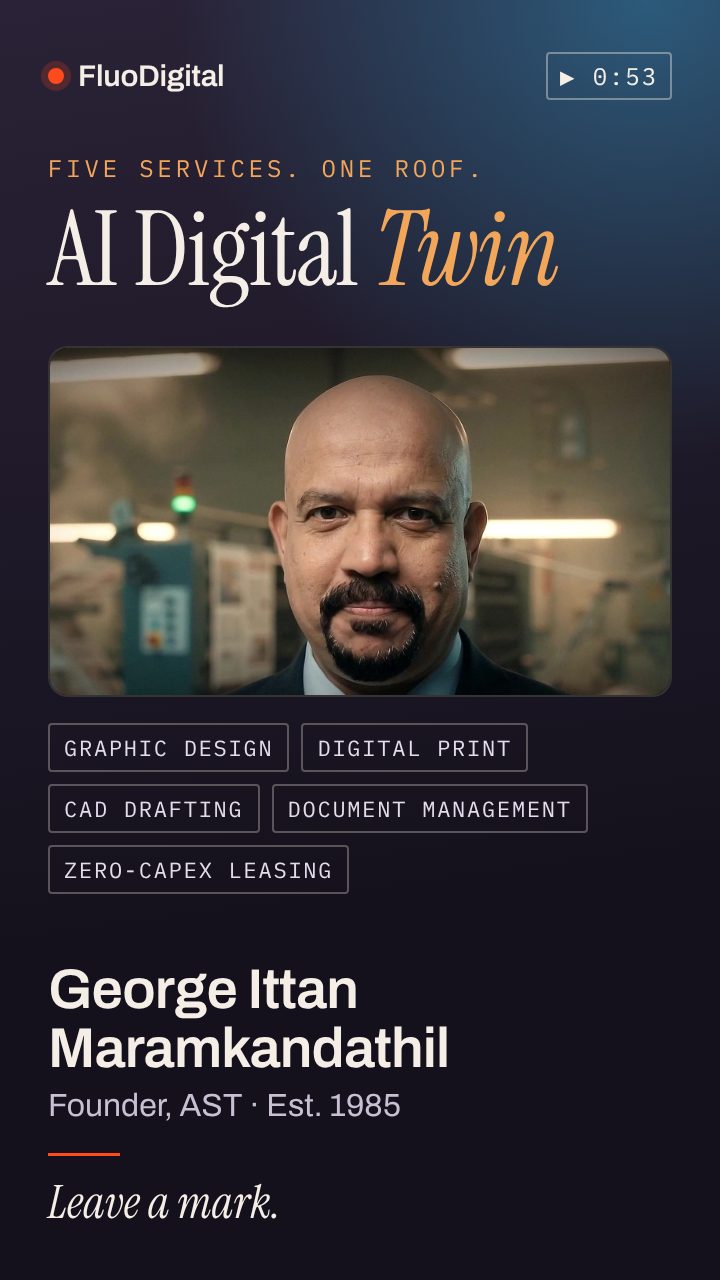 FluoDigital
▶ 0:53
FIVE SERVICES. ONE ROOF.
AI Digital Twin
GRAPHIC DESIGN
DIGITAL PRINT
CAD DRAFTING
DOCUMENT MANAGEMENT
ZERO-CAPEX LEASING
George Ittan
Maramkandathil
Founder, AST · Est. 1985
Leave a mark.